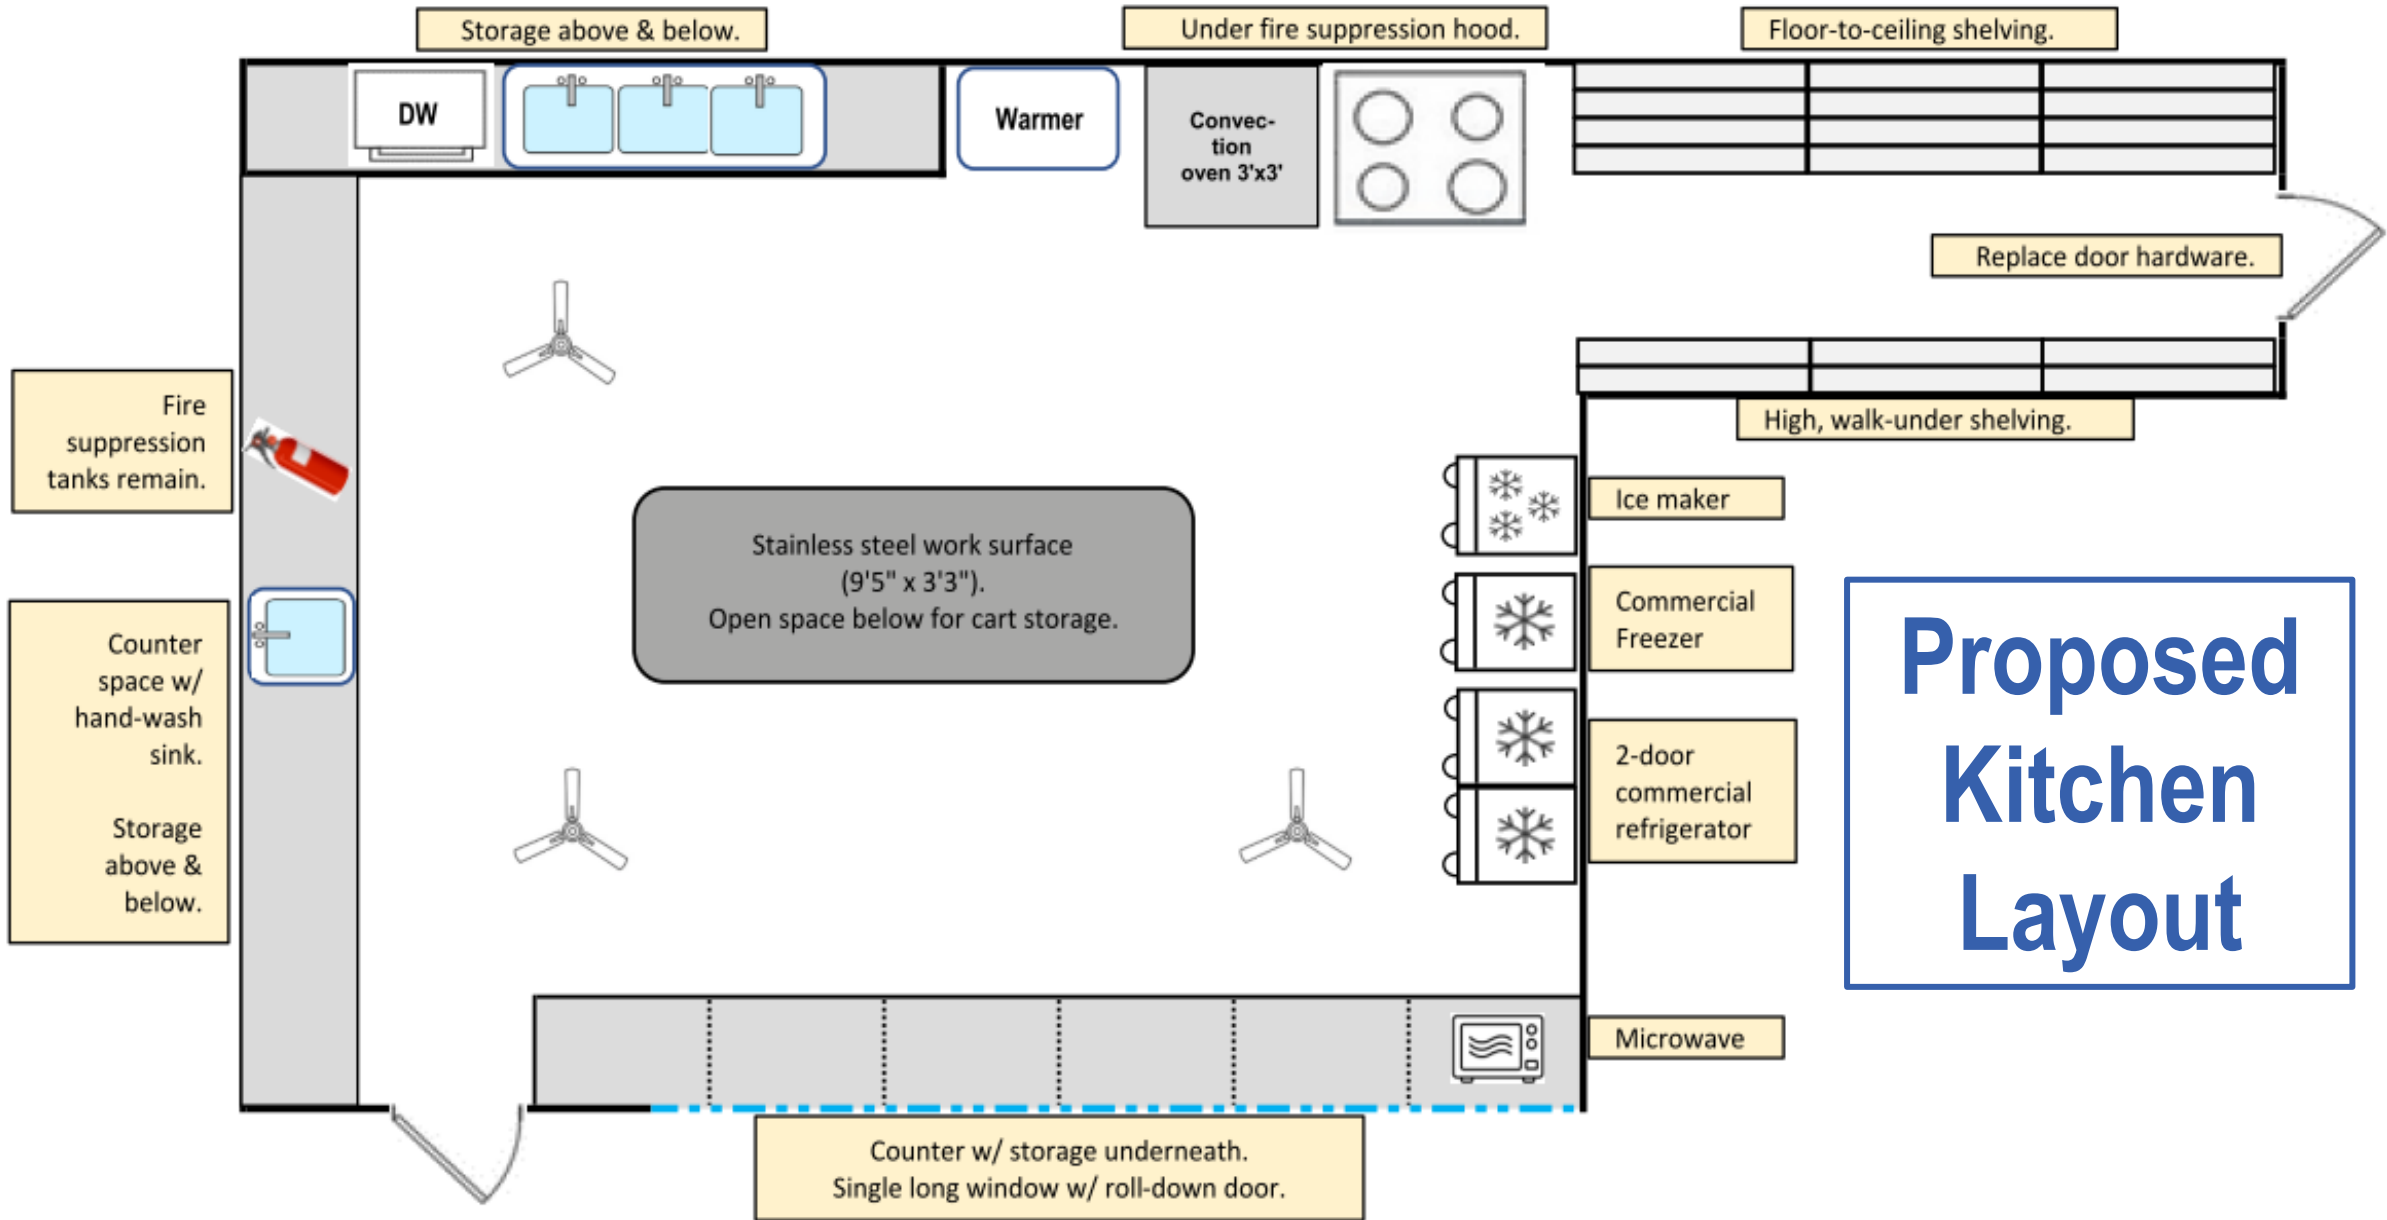 Storage above & below.
Under fire suppression hood.
Floor-to-ceiling shelving.
DW
Warmer
Convec-
tion
oven 3'x3'
Replace door hardware.
Fire
suppression
tanks remain.
High, walk-under shelving.
Ice maker
Stainless steel work surface
(9'5" x 3'3").
Open space below for cart storage.
Commercial
Freezer
Counter
space w/
hand-wash
sink.
Storage
above &
below.
2-door
commercial
refrigerator
Proposed
Kitchen
Layout
Microwave
Counter w/ storage underneath.
Single long window w/ roll-down door.